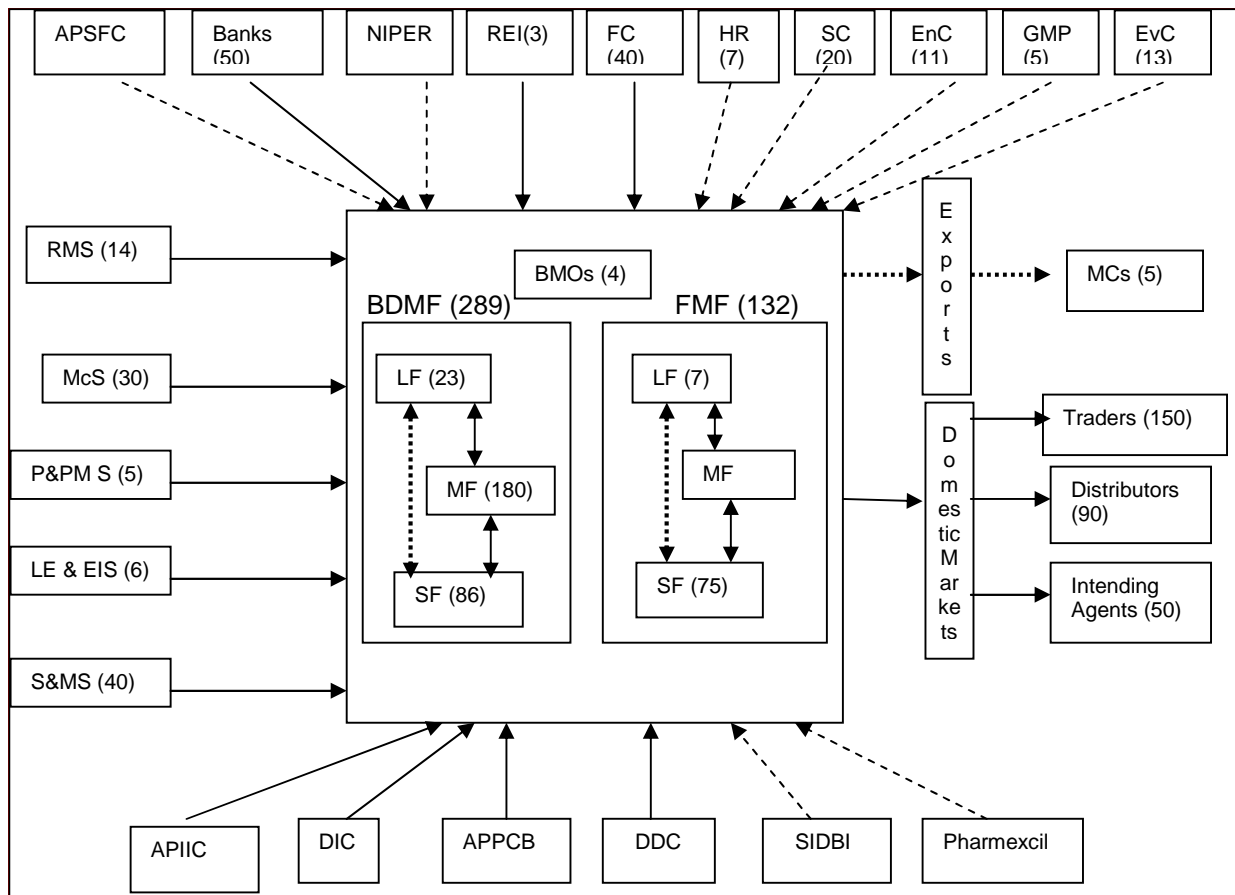 APSFC
Banks
(50)
NIPER
REI(3)
FC
(40)
HR
(7)
SC
(20)
EnC
(11)
GMP
(5)
EvC
(13)
RMS (14)
McS (30)
P&PM S (5)
LE & EIS (6)
S&MS (40)
BMOs (4)
BDMF (289)
LF (23)
MF (180)
SF (86)
FMF (132)
LF (7)
MF
SF (75)
E
x
p
o
r
t
s
MCs (5)
D
o
m
e
s
tic
M
ar
ke
ts
Traders (150)
Distributors
(90)
Intending
Agents (50)
APIIC
DIC
APPCB
DDC
SIDBI
Pharmexcil